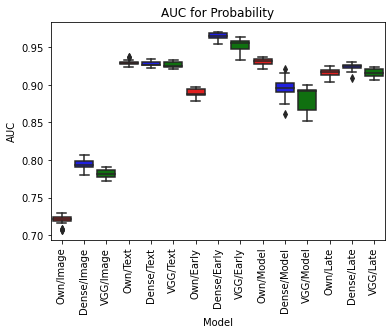 AUC for Probability
AUC
0.95
0.90
0.85
0.80
0.75
0.70
Own/Image
Dense/Image
VGG/Image
Own/Text
Dense/Text
VGG/Text
Own/Early
Dense/Early
VGG/Early
Own/Model
Dense/Model
VGG/Model
Own/Late
Dense/Late
VGG/Late
Model